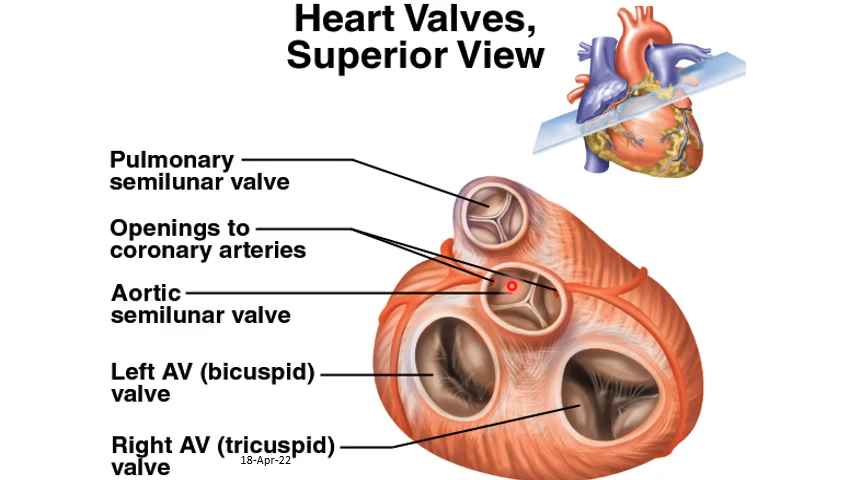 Heart Valves,
Superior View
Pulmonary
semilunar valve
Openings to
coronary arteries
Aortic
semilunar valve
Left AV (bicuspid)
valve
Right AV (tricuspid)
valve
18-Apr-22